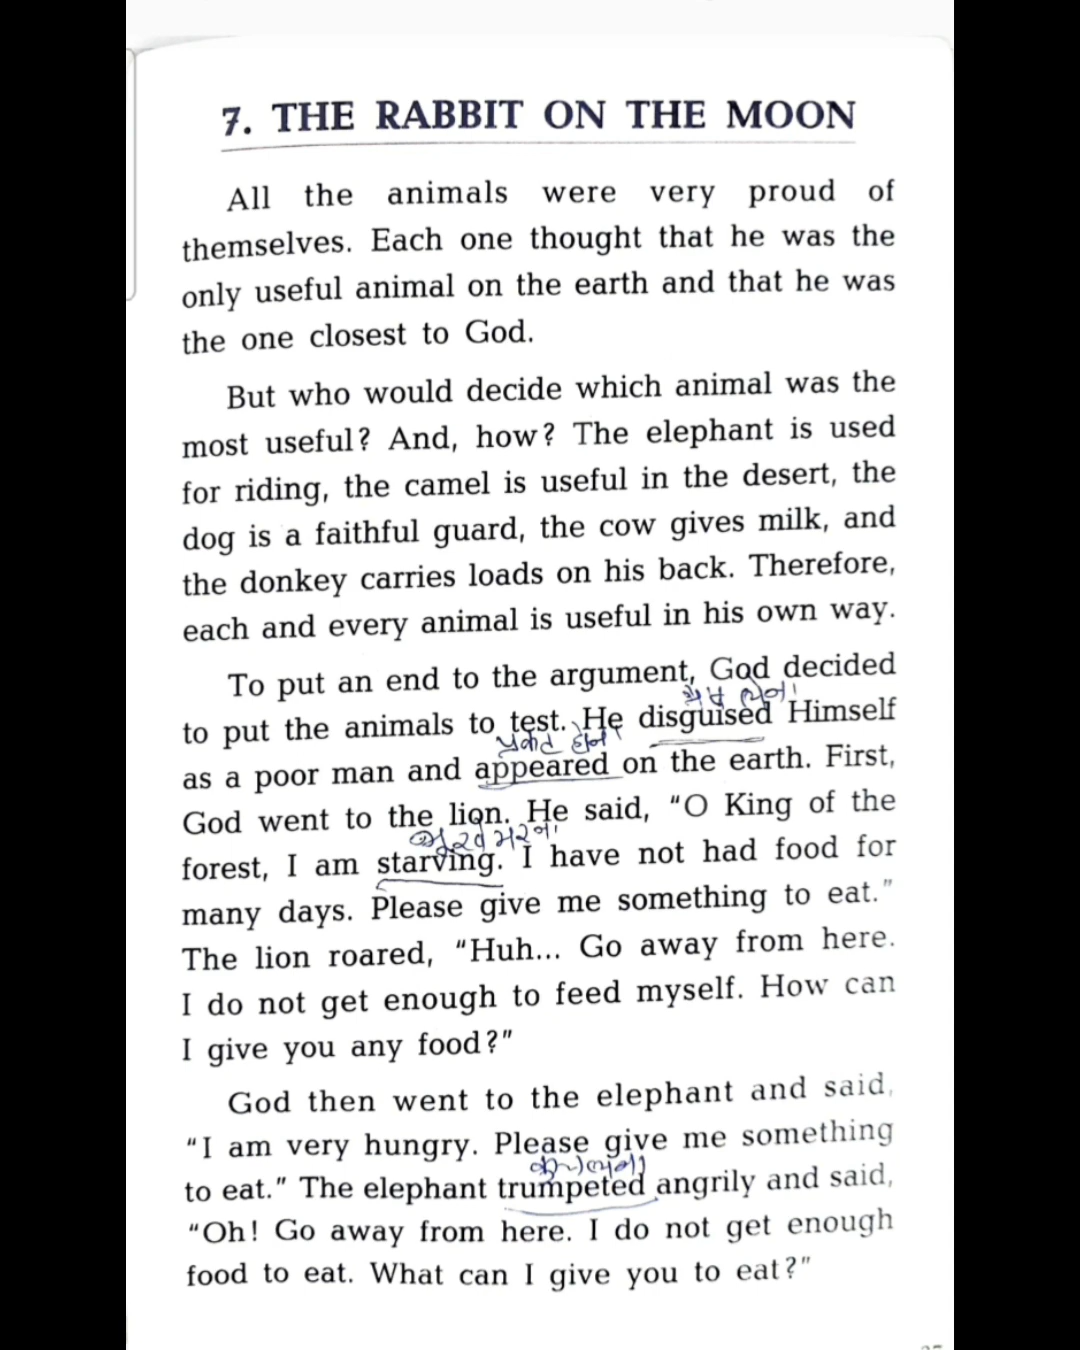 7. THE RABBIT ON THE MOON
All the animals were very proud of
themselves. Each one thought that he was the
only useful animal on the earth and that he was
the one closest to God.
But who would decide which animal was the
most useful? And, how? The elephant is used
for riding, the camel is useful in the desert, the
dog is a faithful guard, the cow gives milk, and
the donkey carries loads on his back. Therefore,
each and every animal is useful in his own way.
To put an end to the argument, God decided
to put the animals to test. He disguised Himself
as a poor man and appeared on the earth. First,
God went to the lion. He said, "O King of the
forest, I am starving. I have not had food for
many days. Please give me something to eat."
The lion roared, "Huh... Go away from here.
I do not get enough to feed myself. How can
I give you any food?"
God then went to the elephant and said,
"I am very hungry. Please give me something
to eat." The elephant trumpeted angrily and said,
"Oh! Go away from here. I do not get enough
food to eat. What can I give you to eat?"